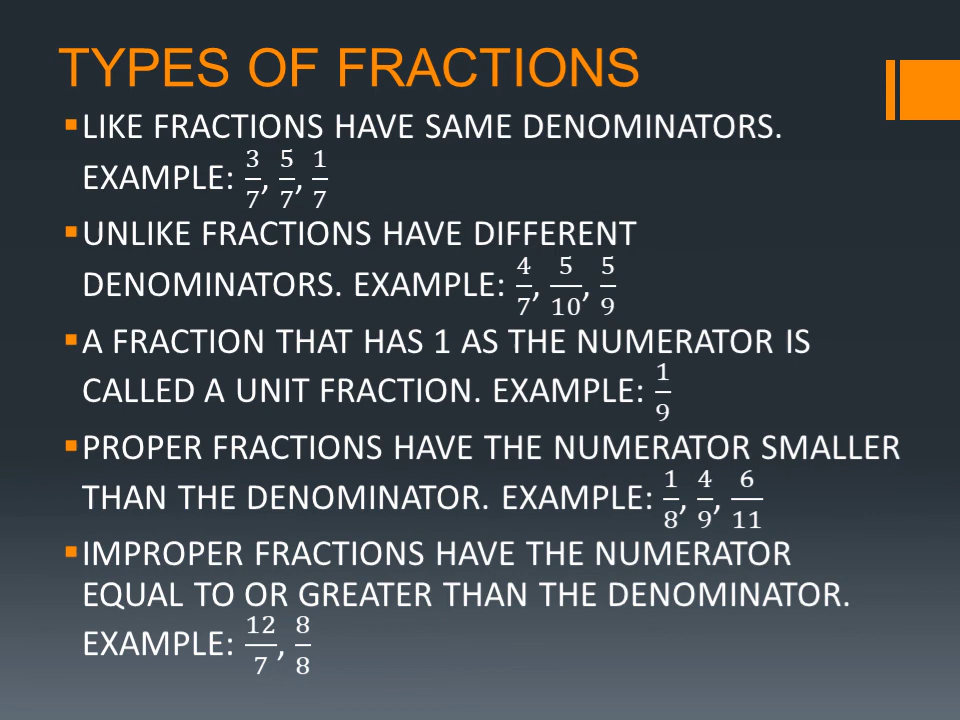 TYPES OF FRACTIONS
▪LIKE FRACTIONS HAVE SAME DENOMINATORS.
EXAMPLE: 3/7, 5/7, 1/7
▪UNLIKE FRACTIONS HAVE DIFFERENT
DENOMINATORS. EXAMPLE: 4/7, 5/10, 5/9
▪A FRACTION THAT HAS 1 AS THE NUMERATOR IS
CALLED A UNIT FRACTION. EXAMPLE: 1/9
▪PROPER FRACTIONS HAVE THE NUMERATOR SMALLER
THAN THE DENOMINATOR. EXAMPLE: 1/8, 4/9, 6/11
▪IMPROPER FRACTIONS HAVE THE NUMERATOR
EQUAL TO OR GREATER THAN THE DENOMINATOR.
EXAMPLE: 12/7, 8/8